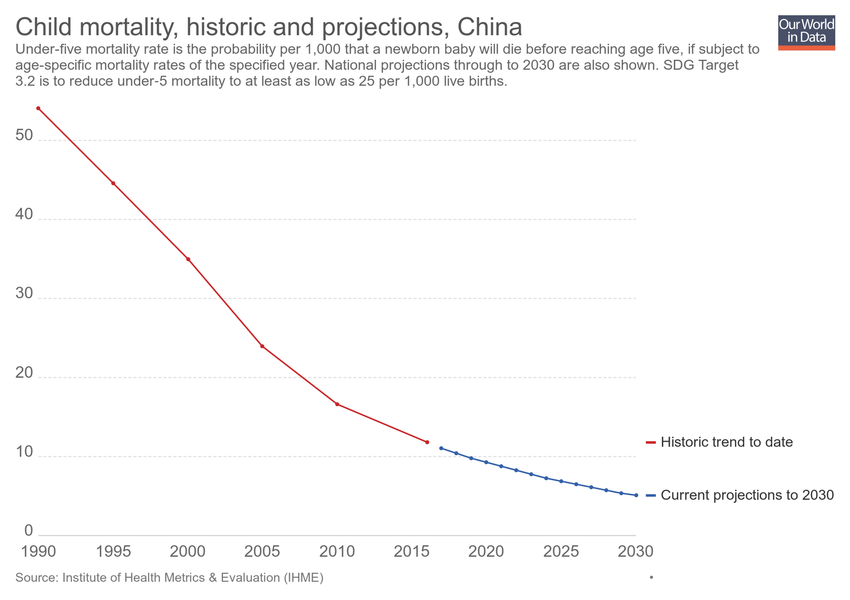 Child mortality, historic and projections, China
Our World
in Data
Under-five mortality rate is the probability per 1,000 that a newborn baby will die before reaching age five, if subject to
age-specific mortality rates of the specified year. National projections through to 2030 are also shown. SDG Target
3.2 is to reduce under-5 mortality to at least as low as 25 per 1,000 live births.
50
40
30
20
10
0
Historic trend to date
Current projections to 2030
1990 1995 2000 2005 2010 2015 2020 2025 2030
Source: Institute of Health Metrics & Evaluation (IHME)
•